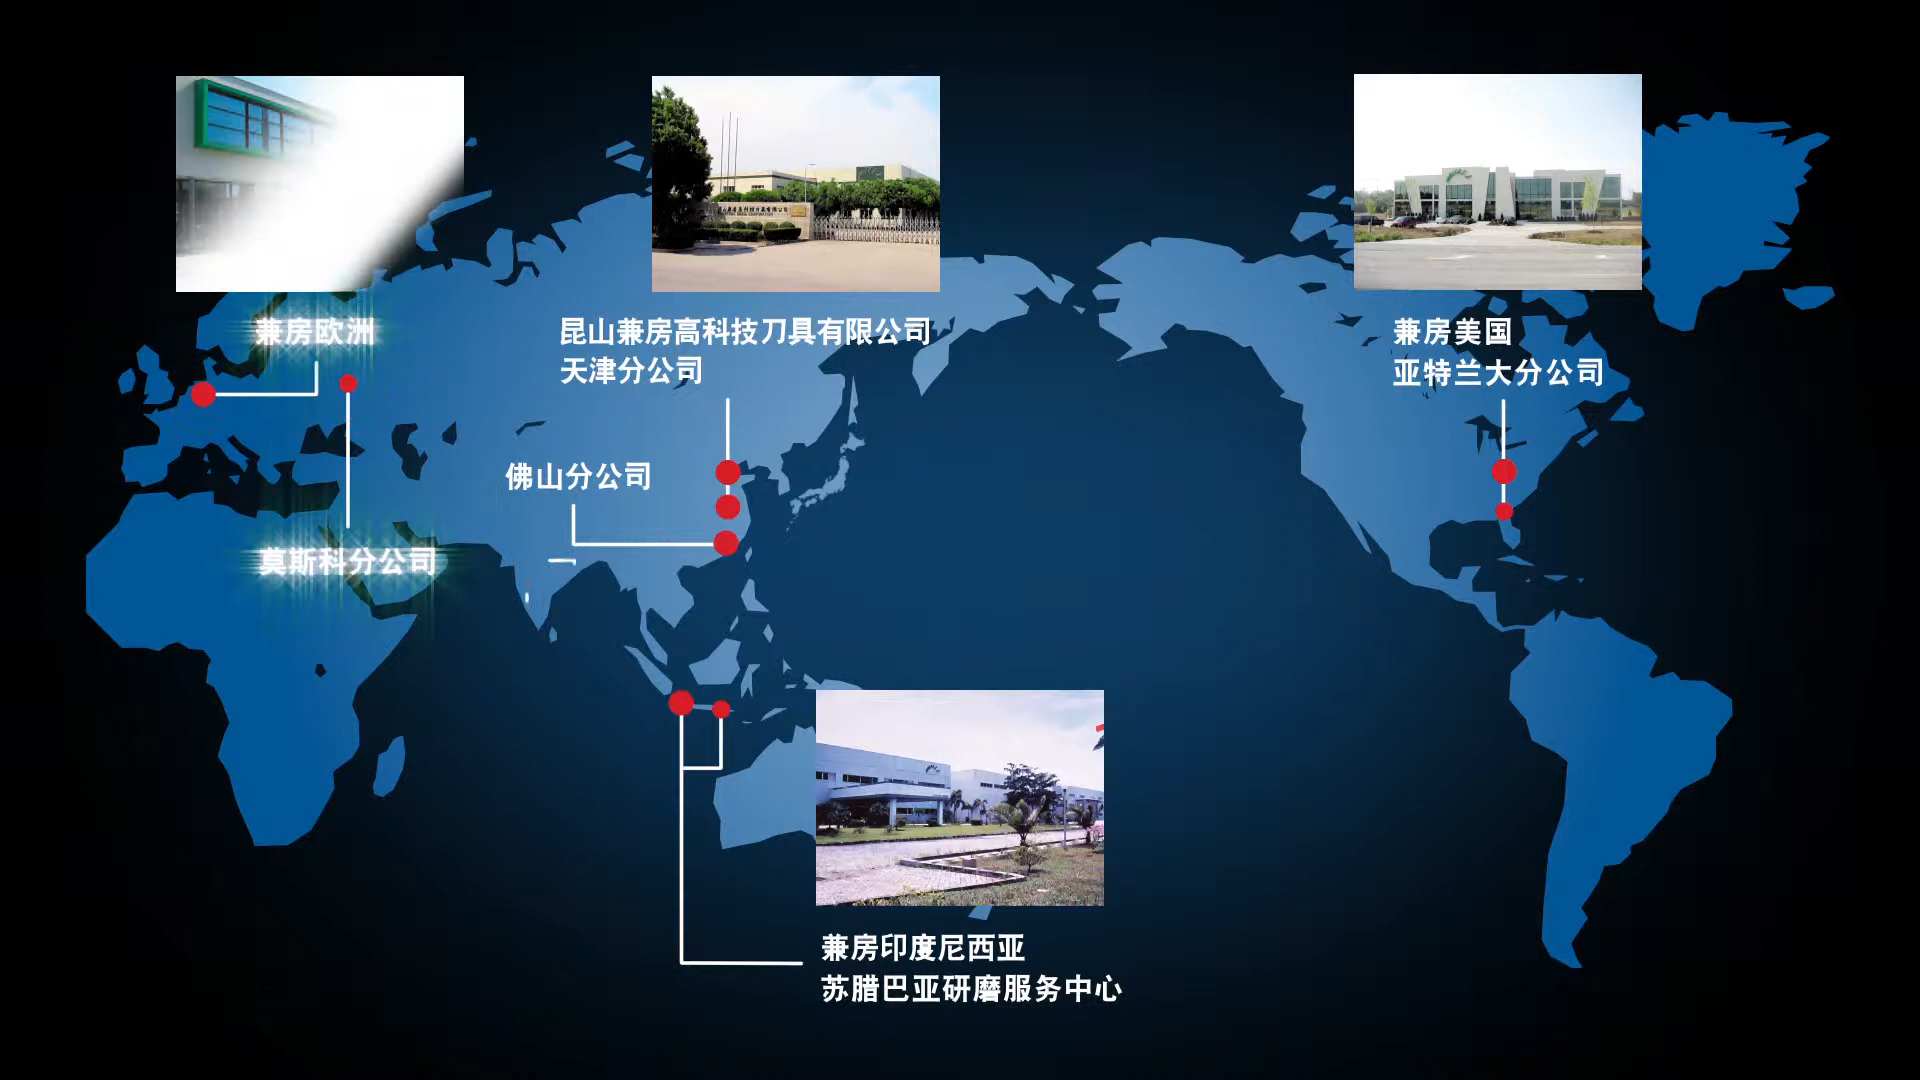 兼房欧洲
昆山兼房高科技刀具有限公司
天津分公司
兼房美国
亚特兰大分公司
佛山分公司
莫斯科分公司
兼房印度尼西亚
苏腊巴亚研磨服务中心